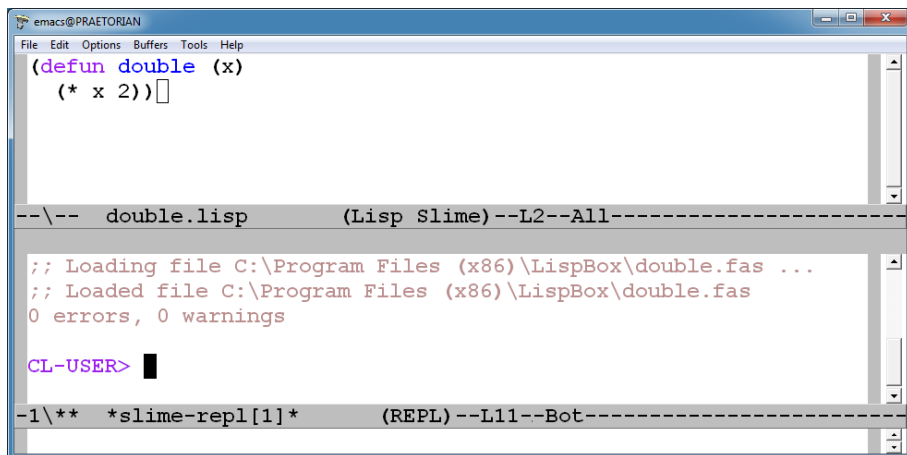 emacs@PRAETORIAN
File Edit Options Buffers Tools Help
(defun double (x)
  (* x 2))
--\-- double.lisp (Lisp Slime)--L2--All-----------------------
;; Loading file C:\Program Files (x86)\LispBox\double.fas ...
;; Loaded file C:\Program Files (x86)\LispBox\double.fas
0 errors, 0 warnings
CL-USER>
-1\** *slime-repl[1]* (REPL)--L11--Bot------------------------